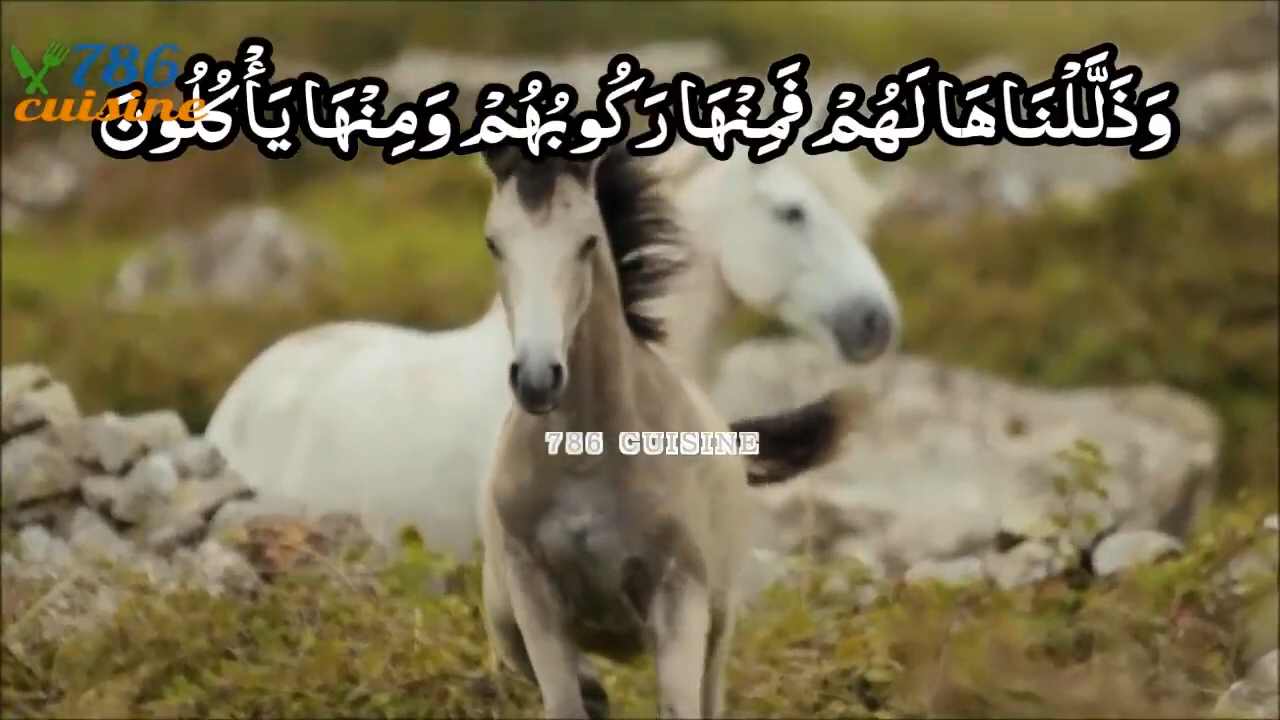 786
cuisine
وَذَلَّلْنَاهَا لَهُمْ فَمِنْهَا رَكُوبُهُمْ وَمِنْهَا يَأْكُلُونَ
786 CUISINE